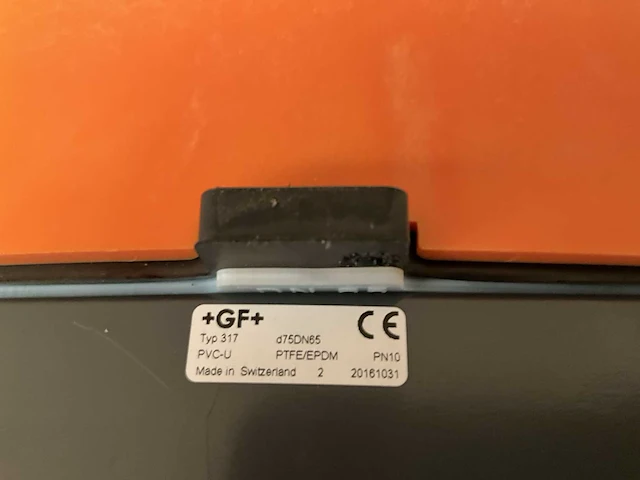 +GF+
CE
Typ 317 d75DN65
PVC-U PTFE/EPDM PN10
Made in Switzerland 2 20161031